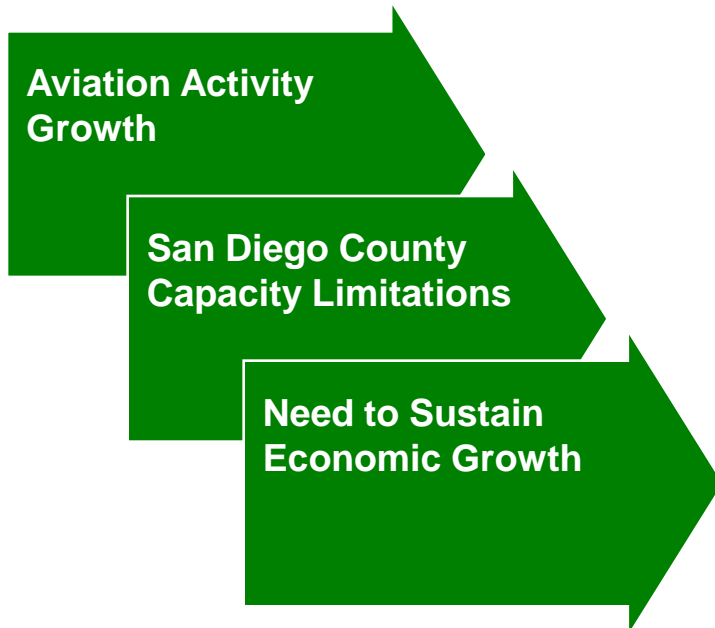 Aviation Activity
Growth
San Diego County
Capacity Limitations
Need to Sustain
Economic Growth